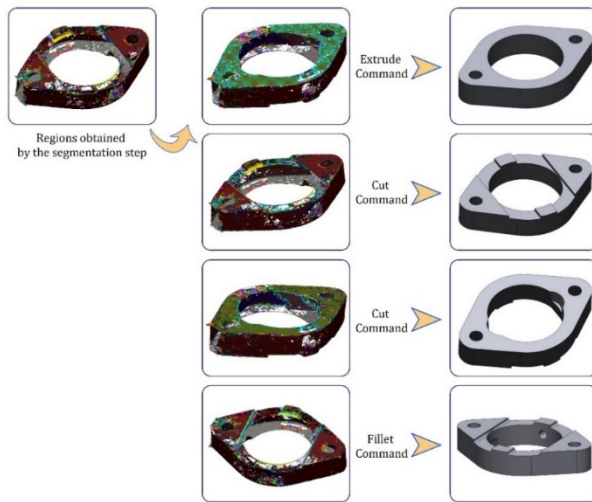 Regions obtained
by the segmentation step
Extrude
Command
Cut
Command
Cut
Command
Fillet
Command